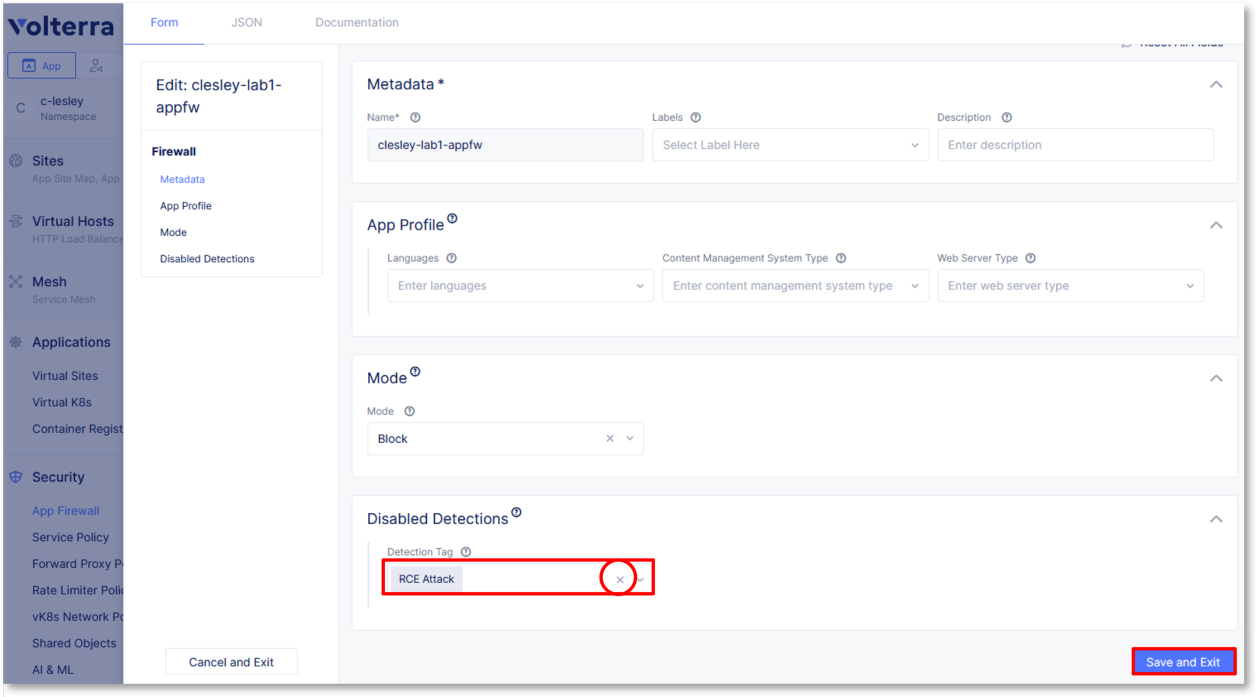 Volterra
App
C
c-lesley
Namespace
Sites
App Site Map, App
Virtual Hosts
HTTP Load Balance
Mesh
Service Mesh
Applications
Virtual Sites
Virtual K8s
Container Regist
Security
App Firewall
Service Policy
Forward Proxy P
Rate Limiter Polic
vK8s Network Po
Shared Objects
AI & ML
Form JSON Documentation
Edit: clesley-lab1-
appfw
Firewall
Metadata
App Profile
Mode
Disabled Detections
Cancel and Exit
Reset All Fields
Metadata *
Name* Labels Description
clesley-lab1-appfw Select Label Here Enter description
App Profile
Languages Content Management System Type Web Server Type
Enter languages Enter content management system type Enter web server type
Mode
Mode
Block
Disabled Detections
Detection Tag
RCE Attack
Save and Exit